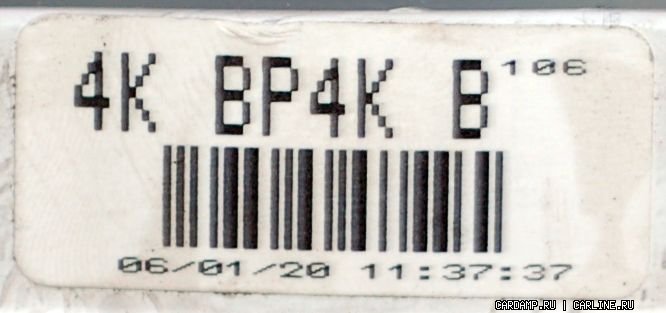 4K BP4K B 106
06/01/20 11:37:37
CARDAMP.RU | CARLINE.RU